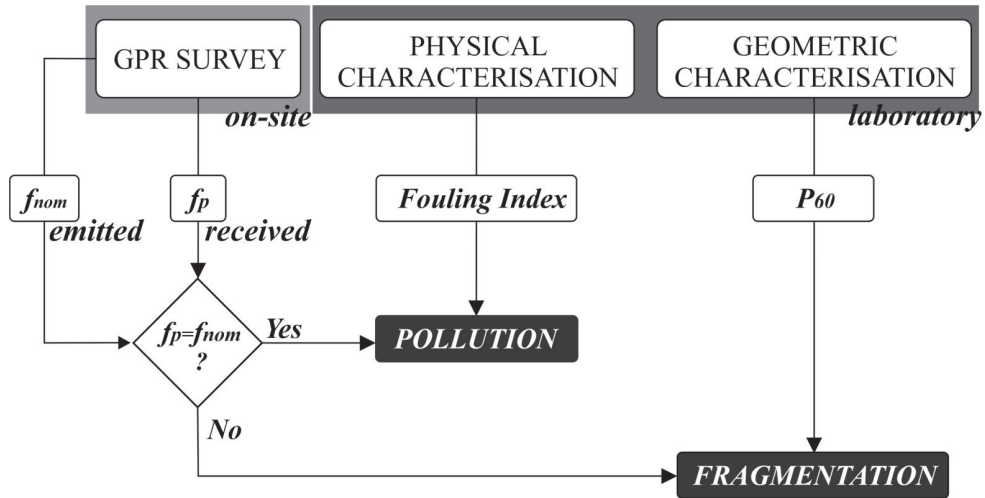 GPR SURVEY
PHYSICAL
CHARACTERISATION
GEOMETRIC
CHARACTERISATION
on-site
laboratory
fnom
emitted
fp
received
Fouling Index
P60
fp=fnom
?
Yes
POLLUTION
No
FRAGMENTATION